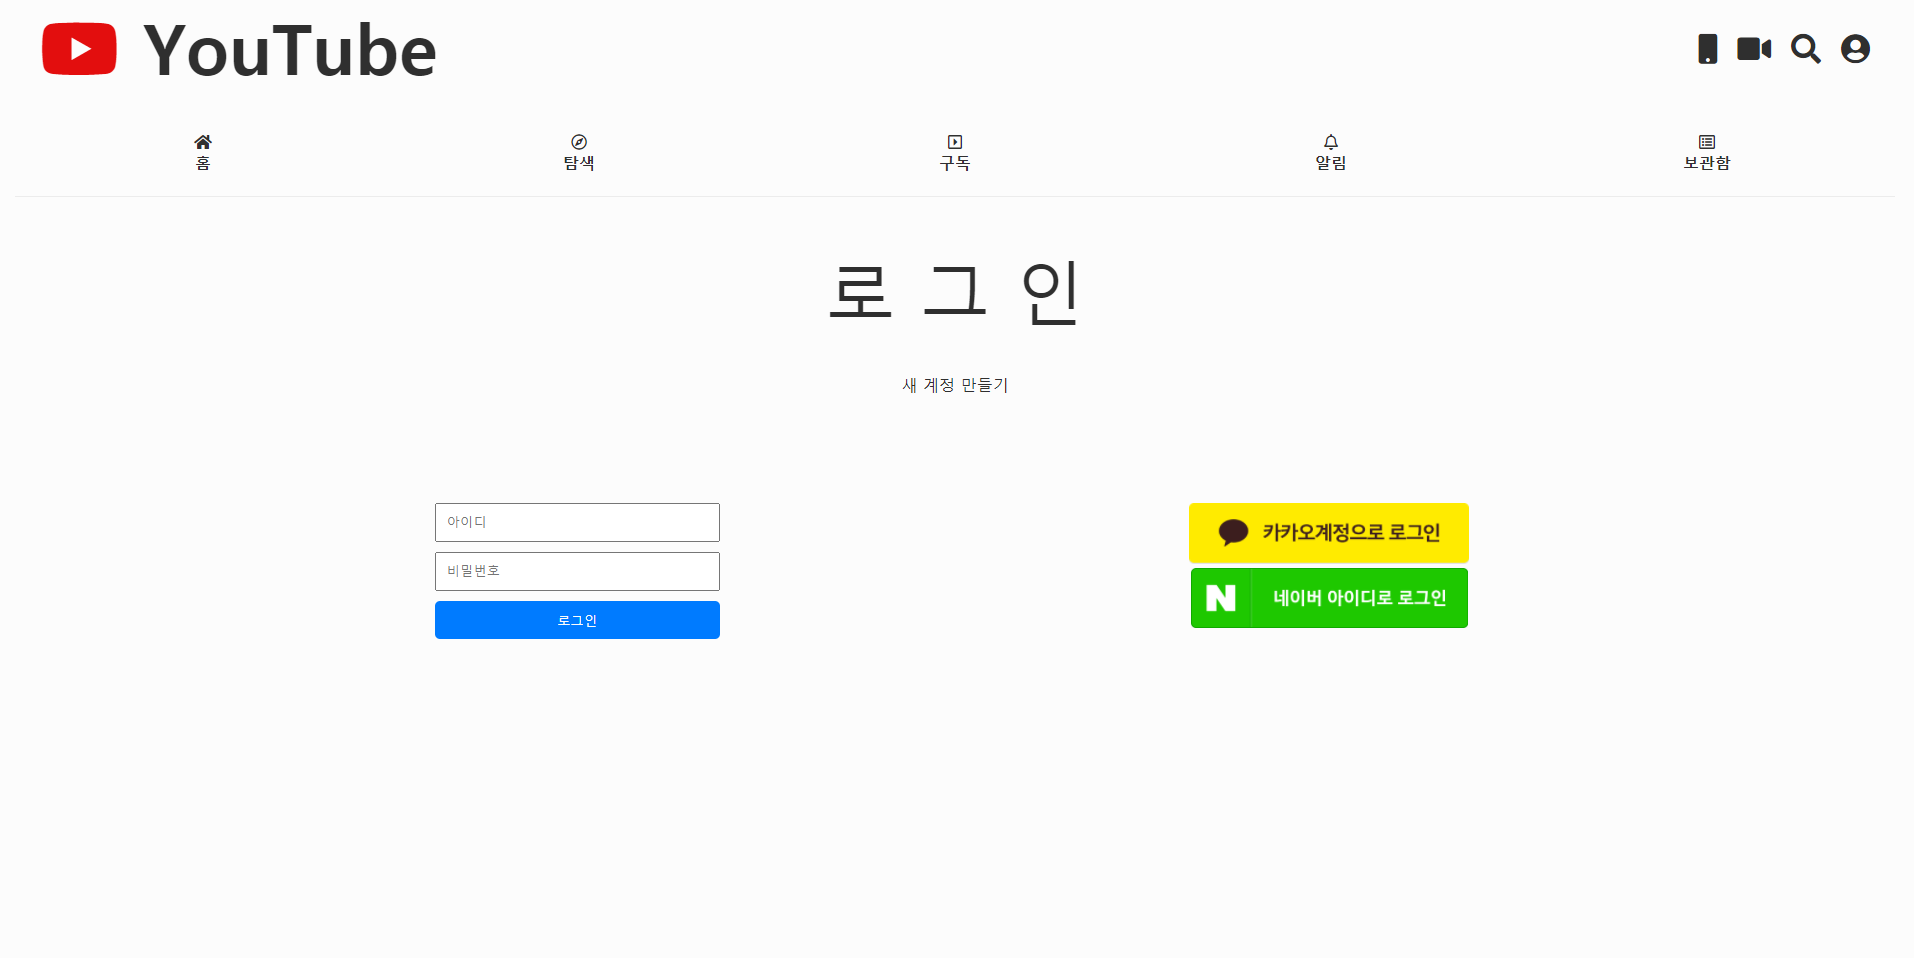 YouTube
홈
탐색
구독
알림
보관함
로 그 인
새 계정 만들기
아이디
비밀번호
로그인
카카오계정으로 로그인
N 네이버 아이디로 로그인